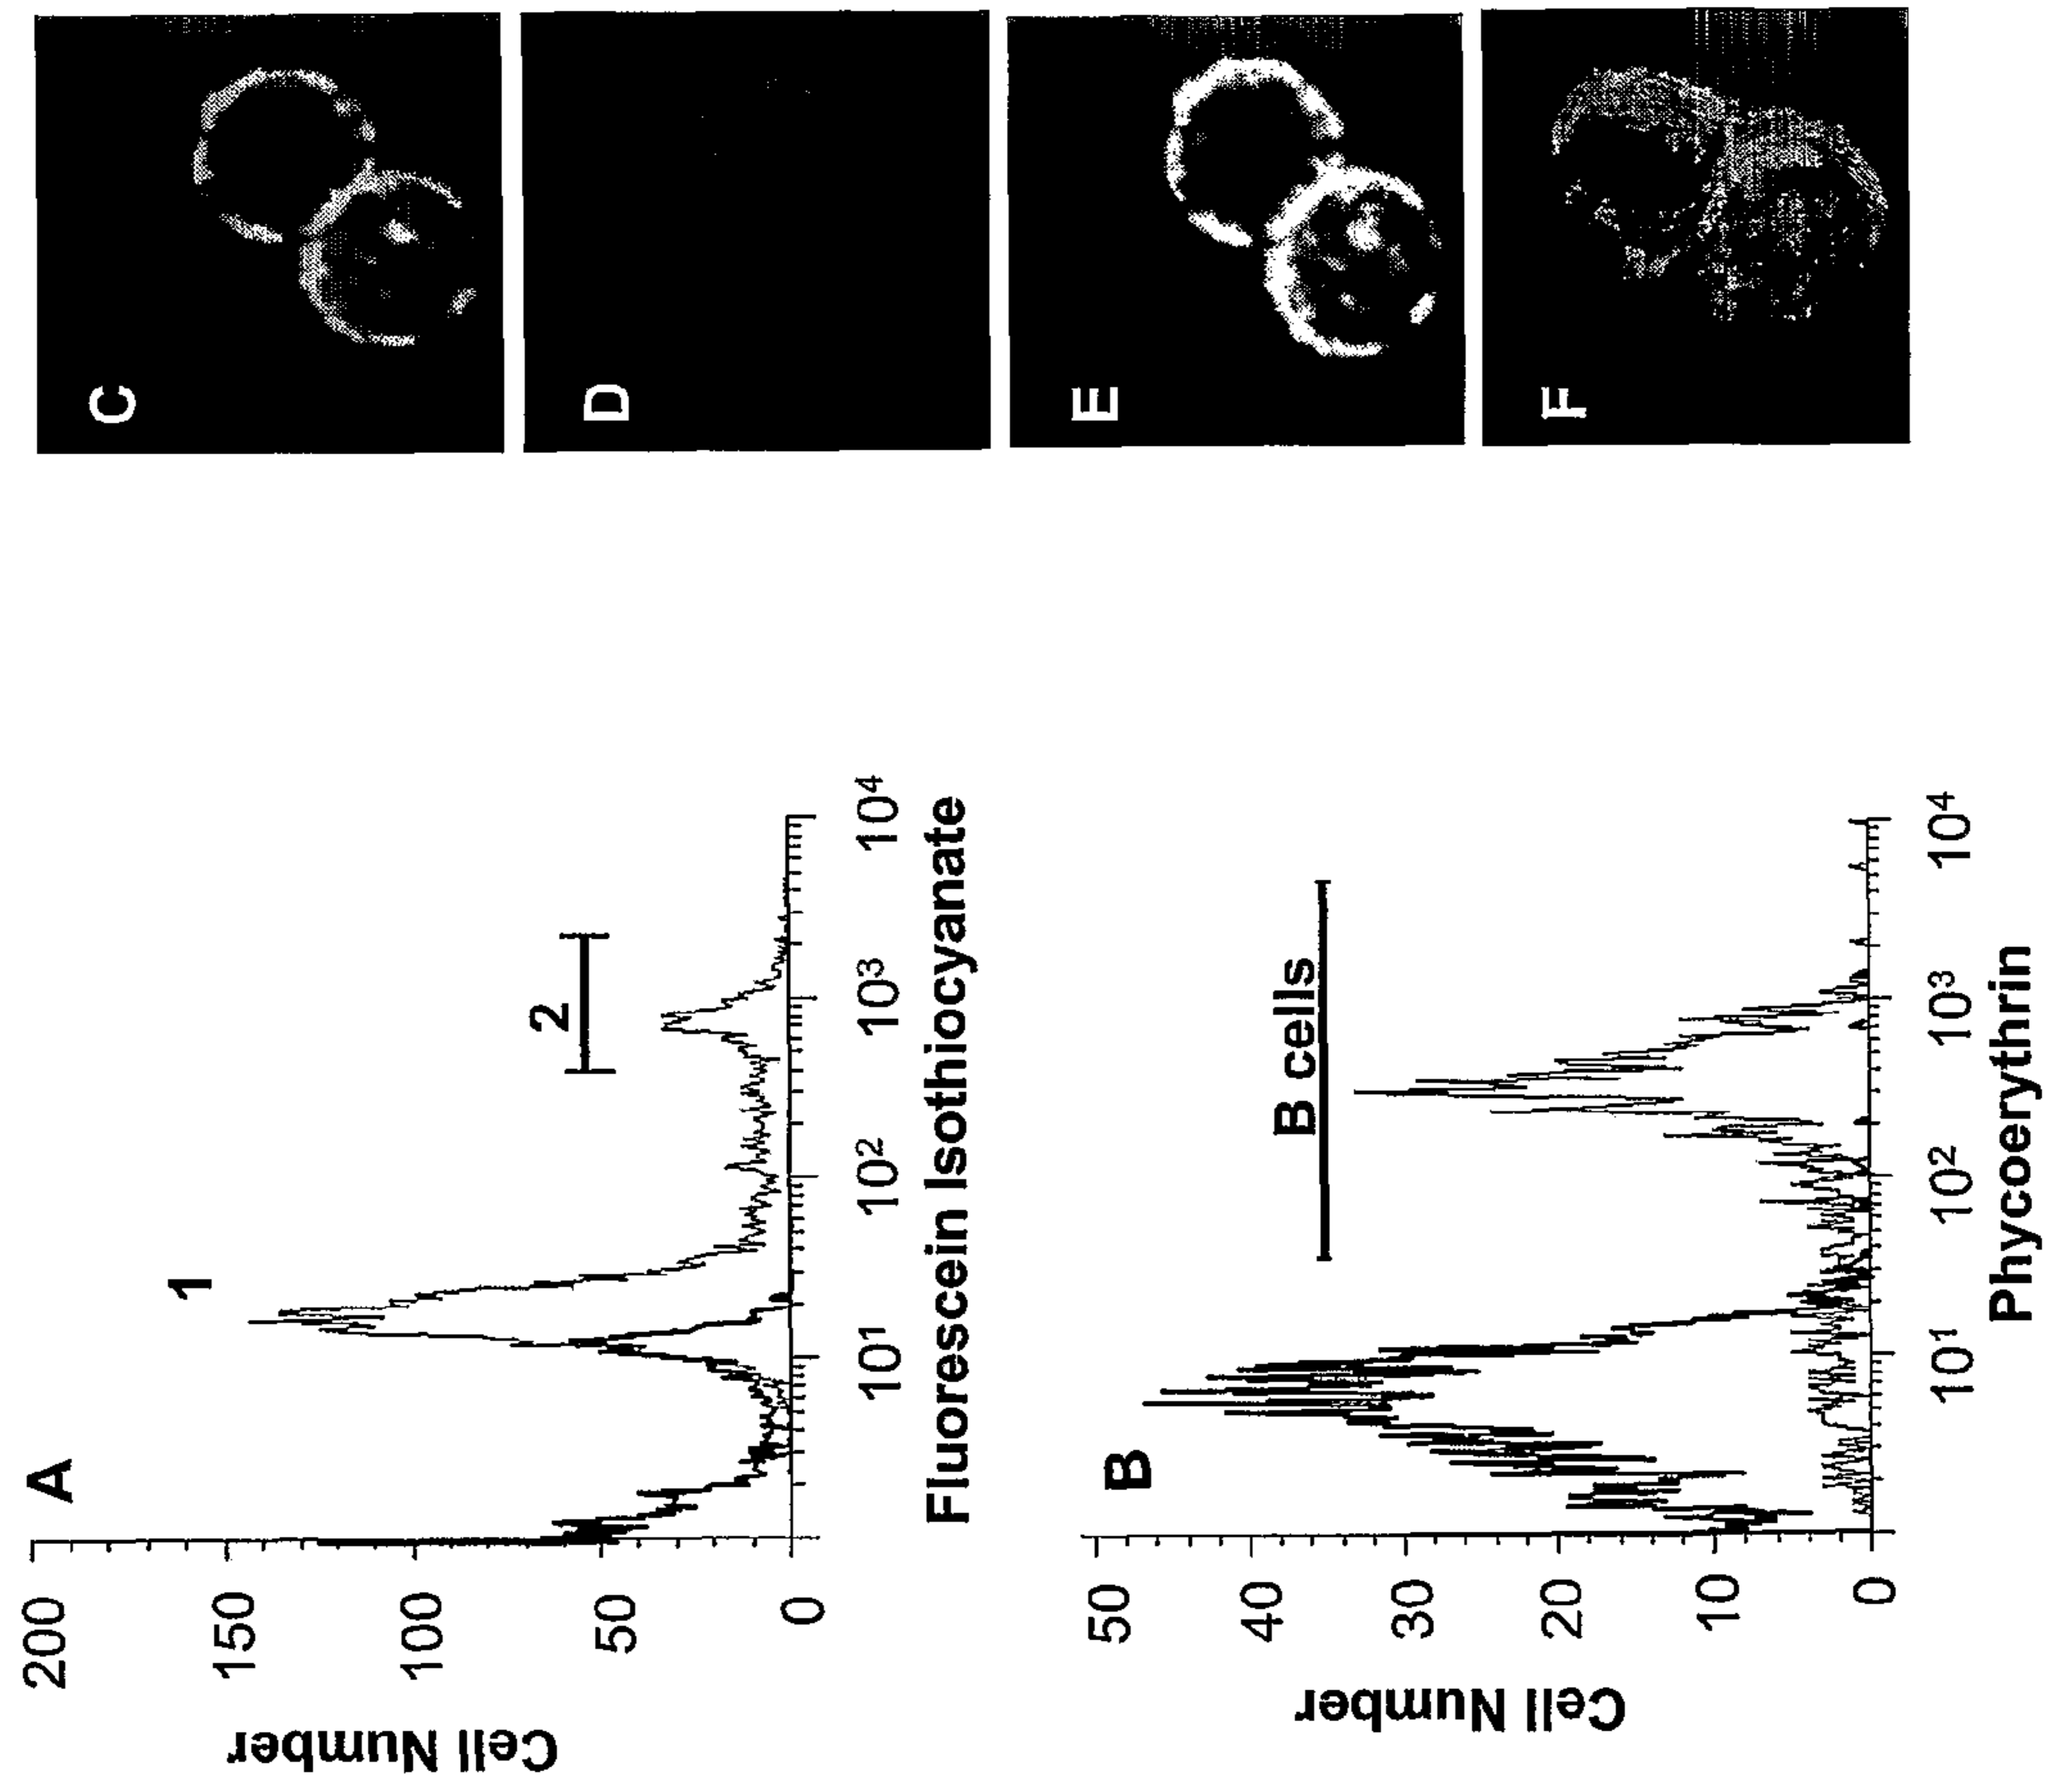 A
1
2
200
150
100
50
0
Cell Number
10¹
10²
10³
10⁴
Fluorescein Isothiocyanate
B
B cells
50
40
30
20
10
0
Cell Number
10¹
10²
10³
10⁴
Phycoerythrin
C
D
E
F